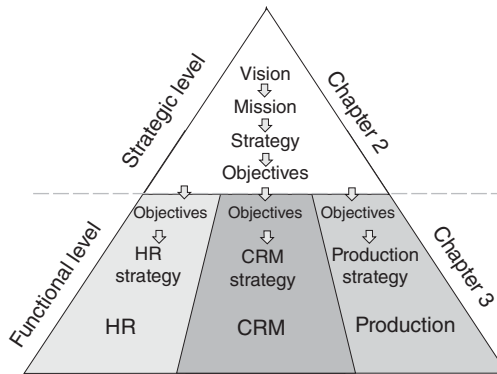 Strategic level
Chapter 2
Vision
Mission
Strategy
Objectives
Functional level
Chapter 3
Objectives
Objectives
Objectives
HR
strategy
CRM
strategy
Production
strategy
HR
CRM
Production